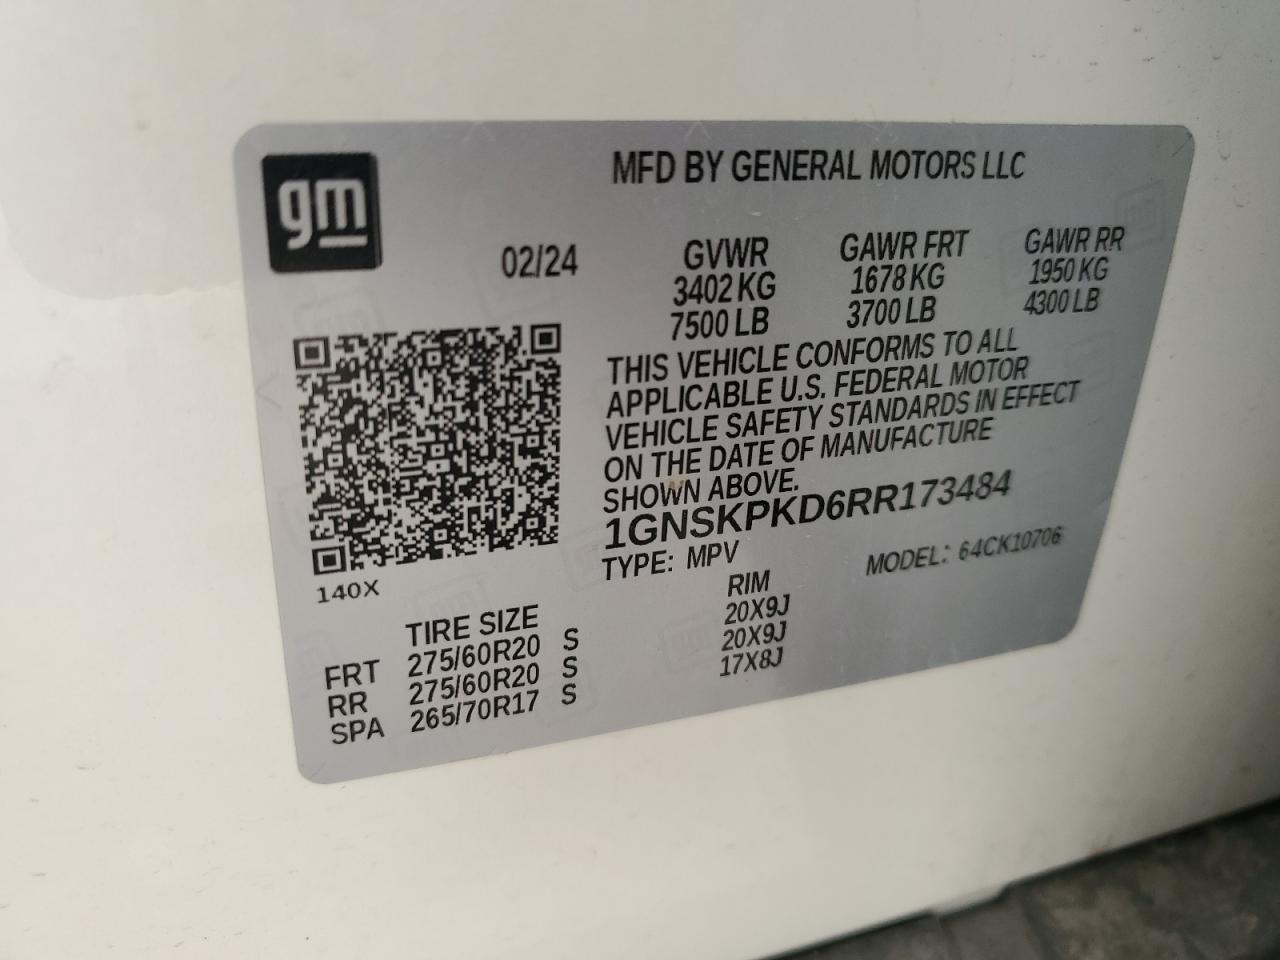 gm
MFD BY GENERAL MOTORS LLC
02/24
GVWR GAWR FRT GAWR RR
3402 KG 1678 KG 1950 KG
7500 LB 3700 LB 4300 LB
THIS VEHICLE CONFORMS TO ALL
APPLICABLE U.S. FEDERAL MOTOR
VEHICLE SAFETY STANDARDS IN EFFECT
ON THE DATE OF MANUFACTURE
SHOWN ABOVE.
1GNSKPKD6RR173484
TYPE: MPV MODEL: 64CK10706
140X
TIRE SIZE RIM
FRT 275/60R20 S 20X9J
RR 275/60R20 S 20X9J
SPA 265/70R17 S 17X8J